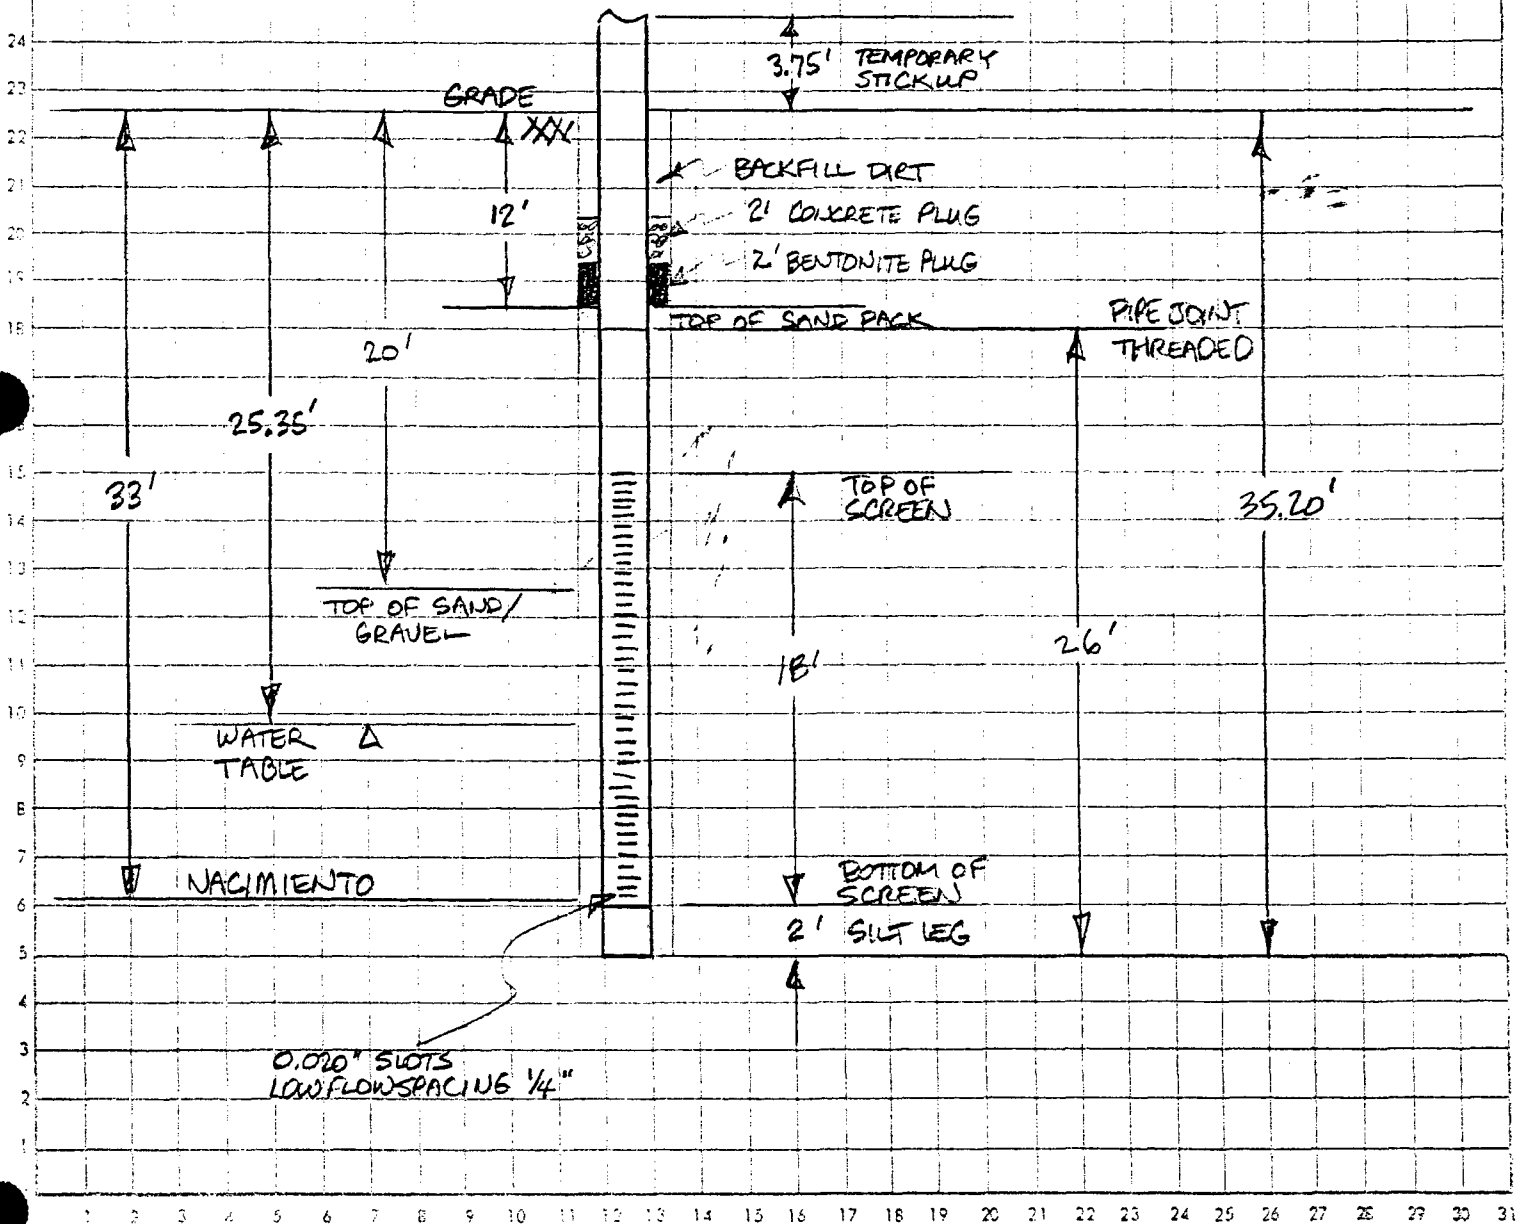 24
3.75' TEMPORARY
STICKUP
23
GRADE
22
BACKFILL DIRT
21
12'
2' CONCRETE PLUG
20
2' BENTONITE PLUG
19
TOP OF SAND PACK
PIPE JOINT
THREADED
18
20'
25.35'
15
33'
TOP OF
SCREEN
35.20'
14
13
TOP OF SAND/
GRAVEL
12
26'
11
18'
10
WATER
TABLE
9
8
7
NACIMIENTO
BOTTOM OF
SCREEN
6
2' SILT LEG
5
4
3
0.020" SLOTS
LOW FLOW SPACING 1/4"
2
1
1 2 3 4 5 6 7 8 9 10 11 12 13 14 15 16 17 18 19 20 21 22 23 24 25 26 27 28 29 30 31